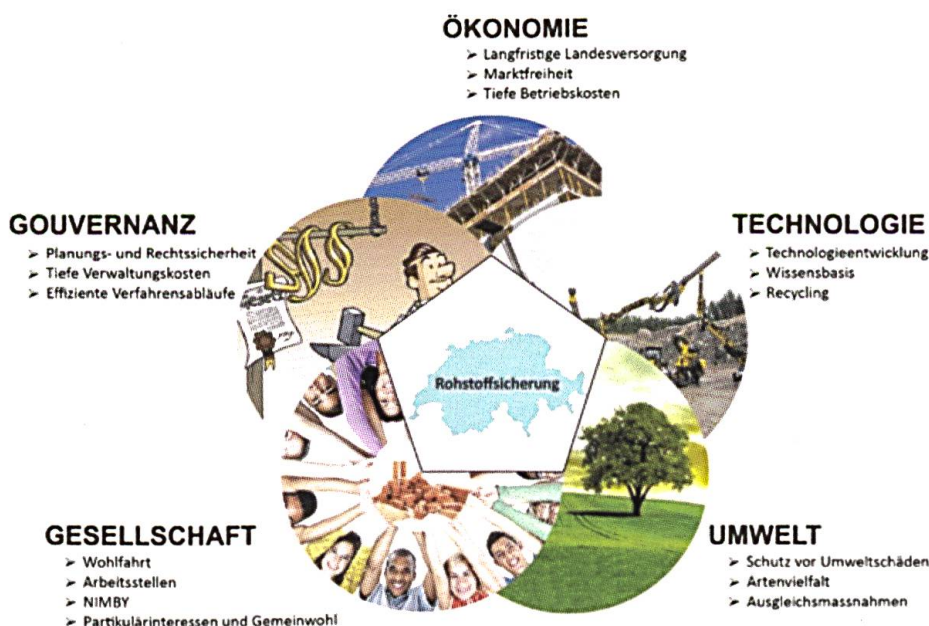 ÖKONOMIE
➢ Langfristige Landesversorgung
➢ Marktfreiheit
➢ Tiefe Betriebskosten
GOUVERNANZ
➢ Planungs- und Rechtssicherheit
➢ Tiefe Verwaltungskosten
➢ Effiziente Verfahrensabläufe
TECHNOLOGIE
➢ Technologieentwicklung
➢ Wissensbasis
➢ Recycling
Rohstoffsicherung
GESELLSCHAFT
➢ Wohlfahrt
➢ Arbeitsstellen
➢ NIMBY
➢ Partikulärinteressen und Gemeinwohl
UMWELT
➢ Schutz vor Umweltschäden
➢ Artenvielfalt
➢ Ausgleichsmassnahmen